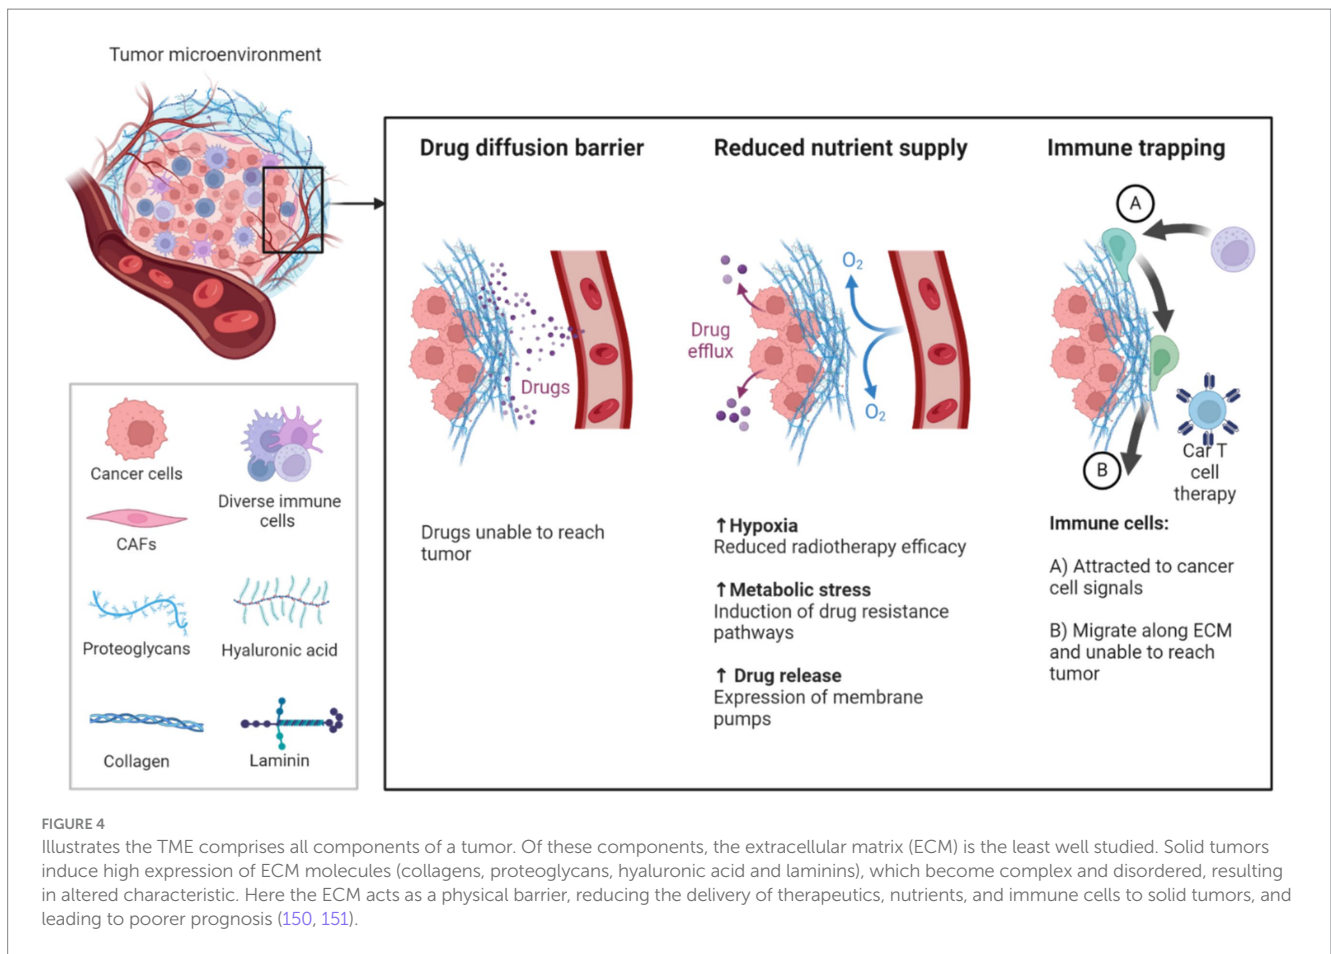 Tumor microenvironment
Drug diffusion barrier
Drugs
Drugs unable to reach
tumor
Reduced nutrient supply
O2
Drug
efflux
O2
↑Hypoxia
Reduced radiotherapy efficacy
↑Metabolic stress
Induction of drug resistance
pathways
↑ Drug release
Expression of membrane
pumps
Immune trapping
A
B
Car T
cell
therapy
Immune cells:
A) Attracted to cancer
cell signals
B) Migrate along ECM
and unable to reach
tumor
Cancer cells
Diverse immune
cells
CAFs
Proteoglycans
Hyaluronic acid
Collagen
Laminin
FIGURE 4
Illustrates the TME comprises all components of a tumor. Of these components, the extracellular matrix (ECM) is the least well studied. Solid tumors
induce high expression of ECM molecules (collagens, proteoglycans, hyaluronic acid and laminins), which become complex and disordered, resulting
in altered characteristic. Here the ECM acts as a physical barrier, reducing the delivery of therapeutics, nutrients, and immune cells to solid tumors, and
leading to poorer prognosis (150, 151).